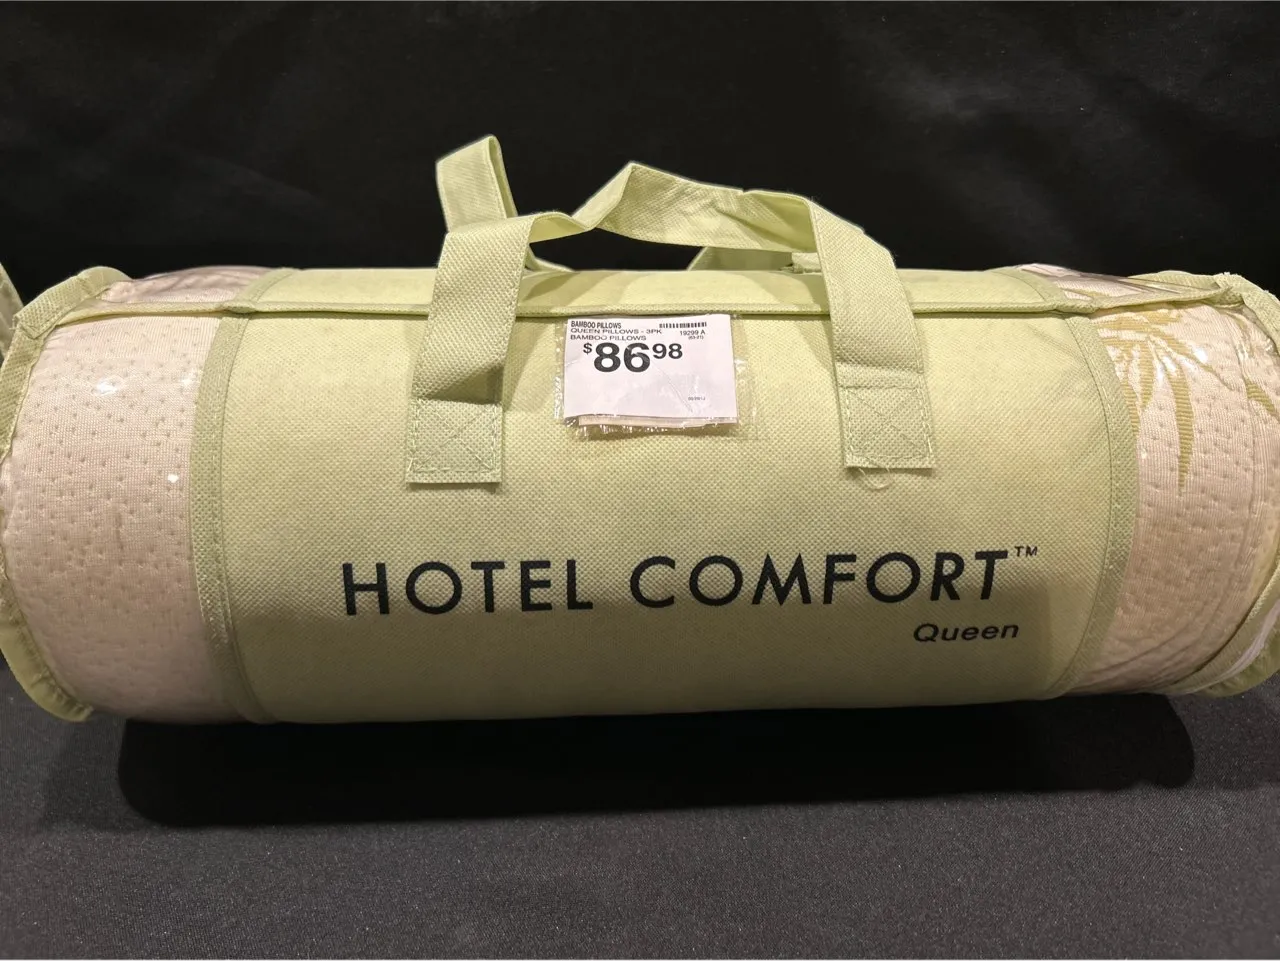 BAMBOO PILLOWS
QUEEN PILLOWS - 3PK 19299 A
BAMBOO PILLOWS
$86 98
HOTEL COMFORT™
Queen